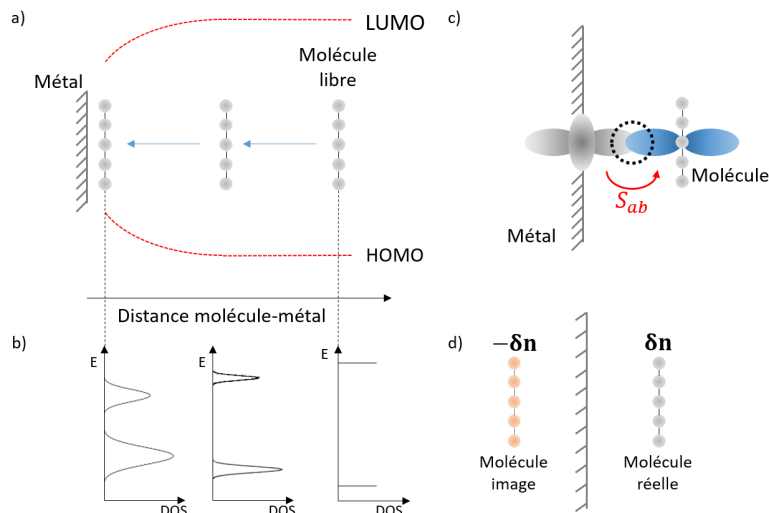 a)
LUMO
Molécule
libre
Métal
HOMO
Distance molécule-métal
b)
E
DOS
E
DOS
E
DOS
c)
S_ab
Molécule
Métal
d)
−δn
δn
Molécule
image
Molécule
réelle